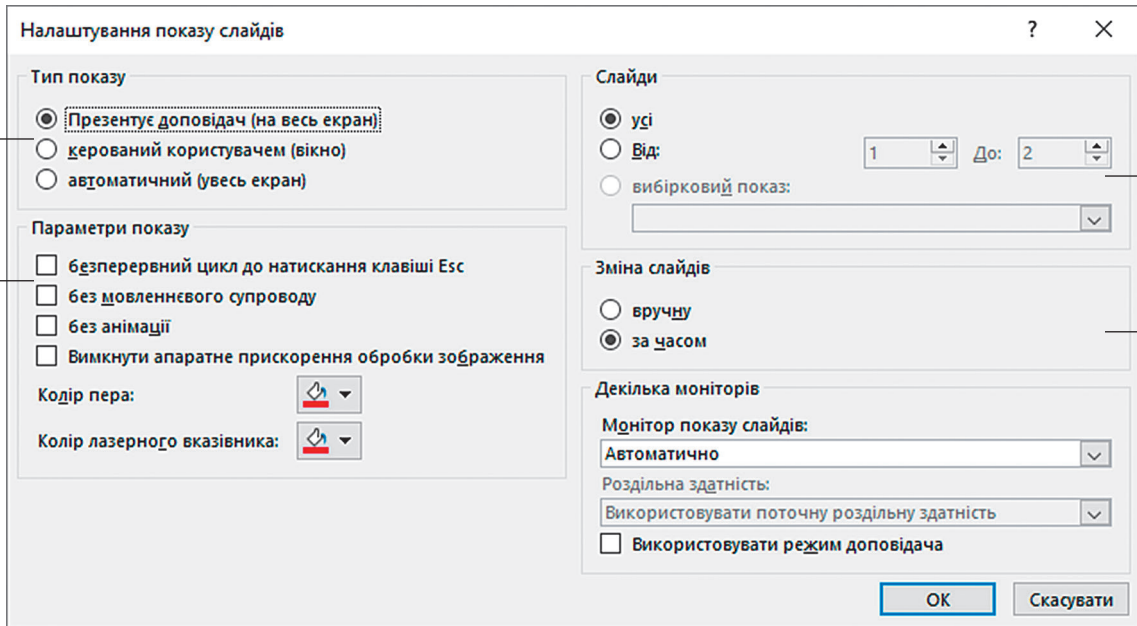 Налаштування показу слайдів
?
Тип показу
Презентує доповідач (на весь екран)
керований користувачем (вікно)
автоматичний (увесь екран)
Параметри показу
безперервний цикл до натискання клавіші Esc
без мовленнєвого супроводу
без анімації
Вимкнути апаратне прискорення обробки зображення
Колір пера:
Колір лазерного вказівника:
Слайди
усі
Від: 1 До: 2
вибірковий показ:
Зміна слайдів
вручну
за часом
Декілька моніторів
Монітор показу слайдів:
Автоматично
Роздільна здатність:
Використовувати поточну роздільну здатність
Використовувати режим доповідача
ОК Скасувати